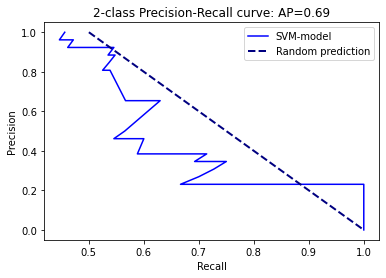 2-class Precision-Recall curve: AP=0.69
SVM-model
Random prediction
Precision
1.0
0.8
0.6
0.4
0.2
0.0
0.5 0.6 0.7 0.8 0.9 1.0
Recall